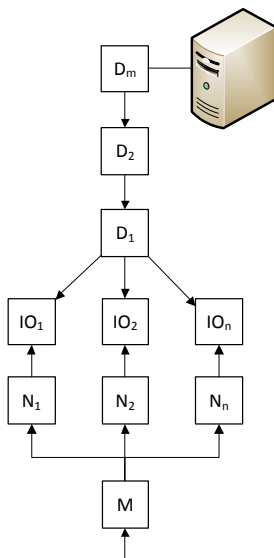 Dₘ
D₂
D₁
IO₁ IO₂ IOₙ
N₁ N₂ Nₙ
M